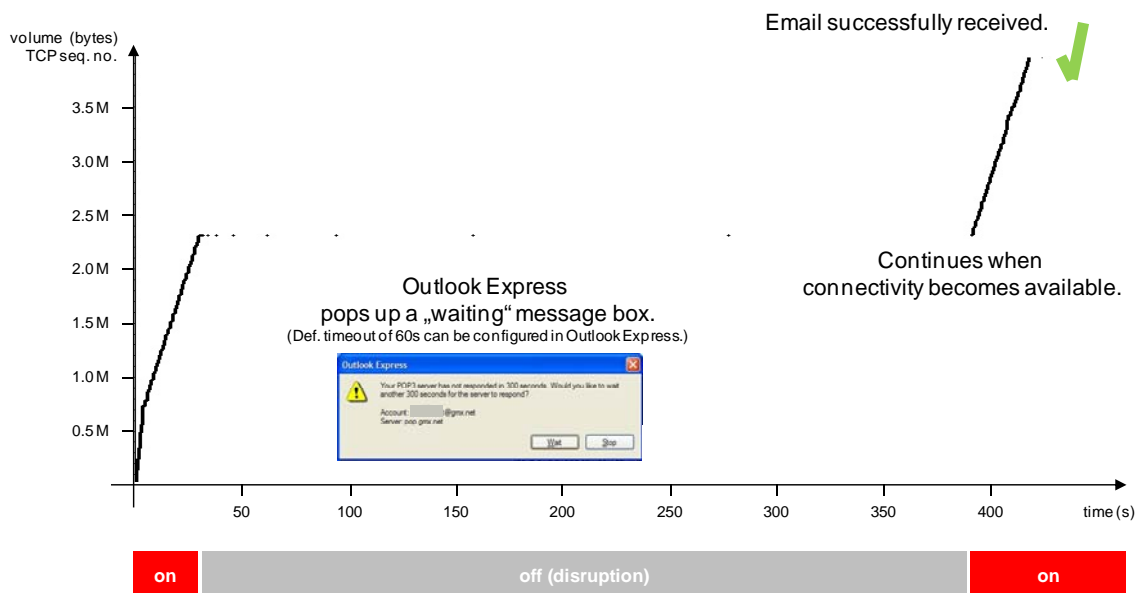 Email successfully received.
volume (bytes)
TCP seq. no.
3.5 M
3.0 M
2.5 M
2.0 M
1.5 M
1.0 M
0.5 M
Continues when
connectivity becomes available.
Outlook Express
pops up a „waiting“ message box.
(Def. timeout of 60s can be configured in Outlook Express.)
Outlook Express
Your POP3 server has not responded in 300 seconds. Would you like to wait
another 300 seconds for the server to respond?
Account: @gmx.net
Server: pop.gmx.net
Wait Stop
50 100 150 200 250 300 350 400 time (s)
on off (disruption) on